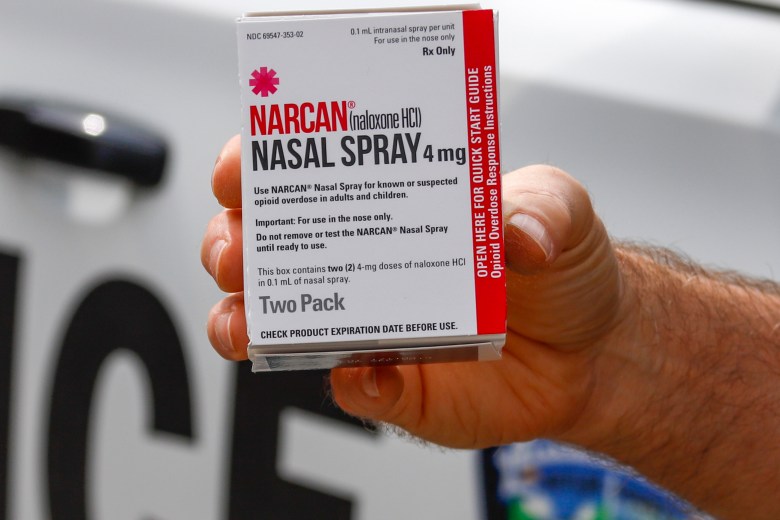 NDC 69547-353-02
0.1 mL intranasal spray per unit
For use in the nose only
Rx Only
NARCAN® (naloxone HCl)
NASAL SPRAY 4 mg
Use NARCAN® Nasal Spray for known or suspected
opioid overdose in adults and children.
Important: For use in the nose only.
Do not remove or test the NARCAN® Nasal Spray
until ready to use.
This box contains two (2) 4-mg doses of naloxone HCl
in 0.1 mL of nasal spray.
Two Pack
CHECK PRODUCT EXPIRATION DATE BEFORE USE.
OPEN HERE FOR QUICK START GUIDE
Opioid Overdose Response Instructions
ICE